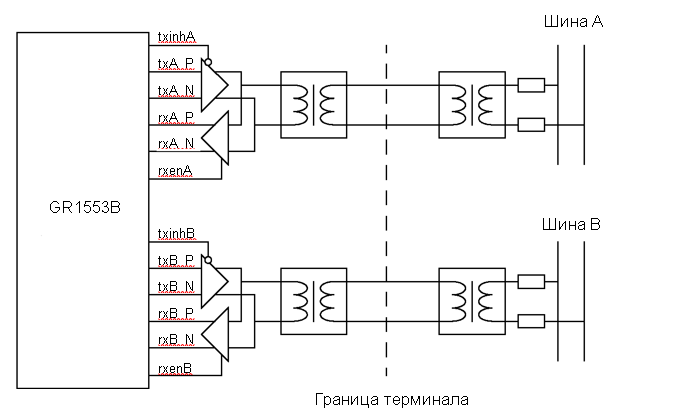 Шина А
txinhA
txA_P
txA_N
rxA_P
rxA_N
rxenA
GR1553B
Шина В
txinhB
txB_P
txB_N
rxB_P
rxB_N
rxenB
Граница терминала